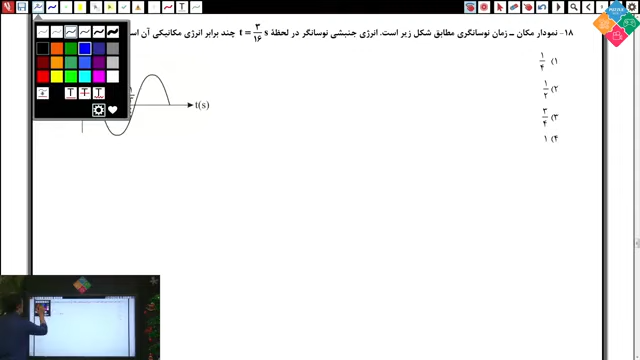 ۱۸- نمودار مکان – زمان نوسانگری مطابق شکل زیر است. انرژی جنبشی نوسانگر در لحظهٔ t = ۳/۱۶ s چند برابر انرژی مکانیکی آن
۱) ۱/۴
۲) ۱/۲
۳) ۳/۴
۴) ۱
t(s)